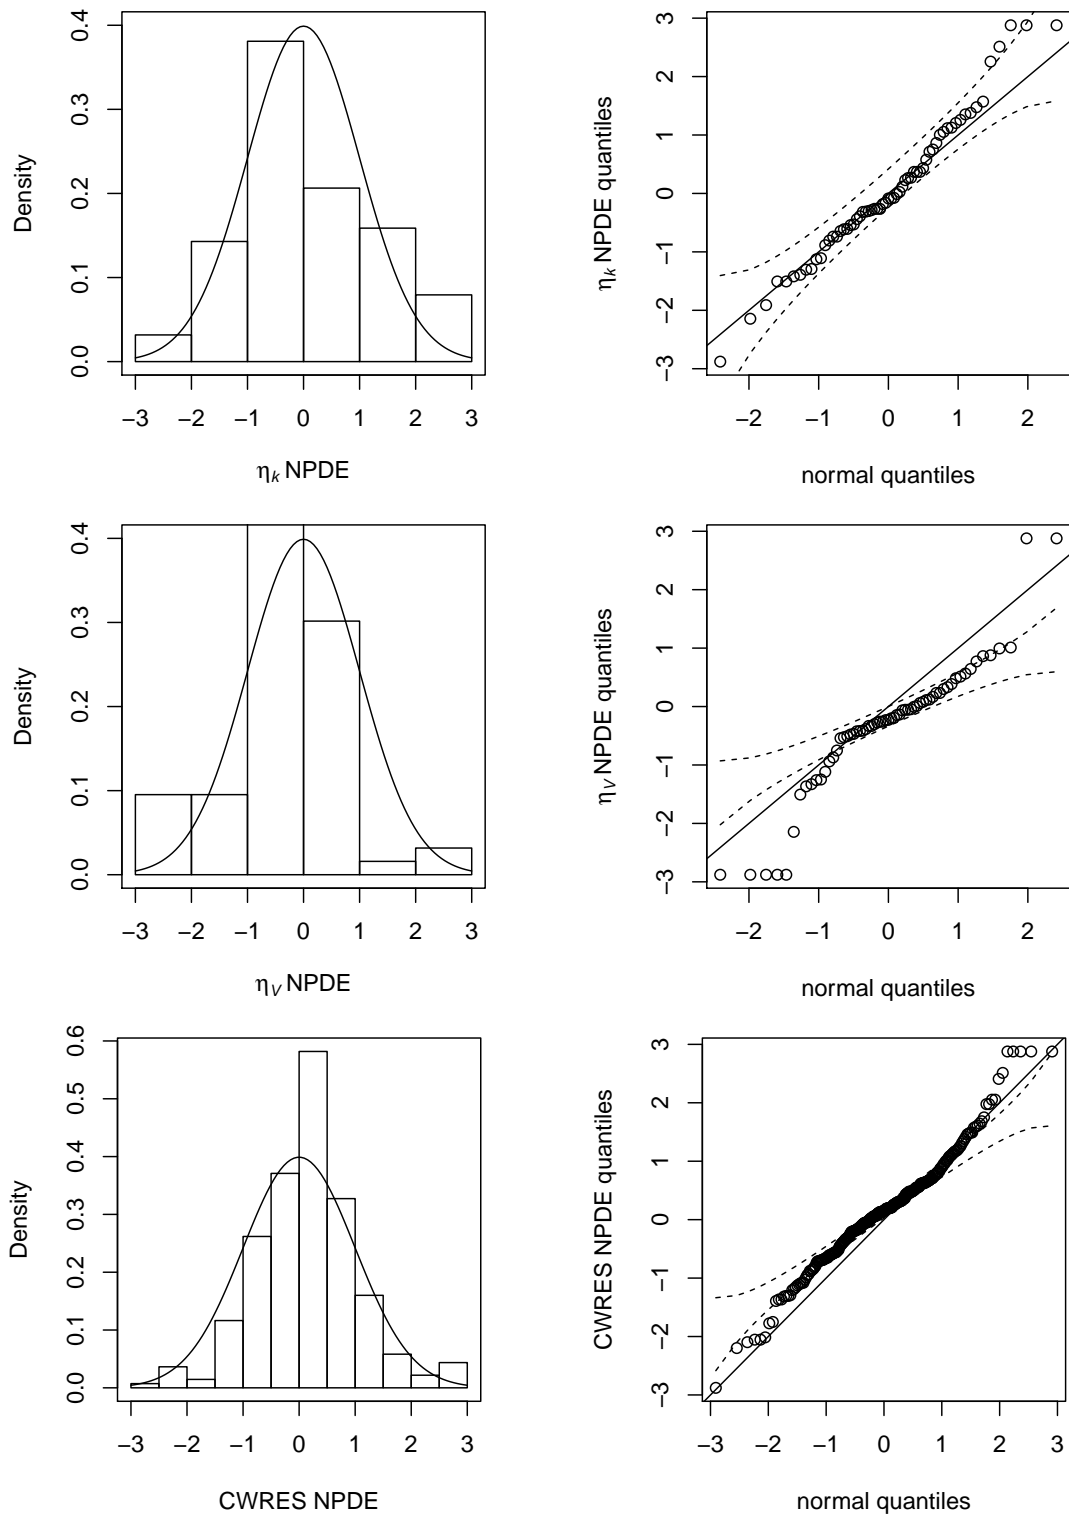 0.4
0.3
0.2
0.1
0.0
Density
−3 −2 −1 0 1 2 3
ηk NPDE
3
2
1
0
−1
−2
−3
ηk NPDE quantiles
−2 −1 0 1 2
normal quantiles
0.4
0.3
0.2
0.1
0.0
Density
−3 −2 −1 0 1 2 3
ηV NPDE
3
2
1
0
−1
−2
−3
ηV NPDE quantiles
−2 −1 0 1 2
normal quantiles
0.6
0.5
0.4
0.3
0.2
0.1
0.0
Density
−3 −2 −1 0 1 2 3
CWRES NPDE
3
2
1
0
−1
−2
−3
CWRES NPDE quantiles
−3 −2 −1 0 1 2 3
normal quantiles